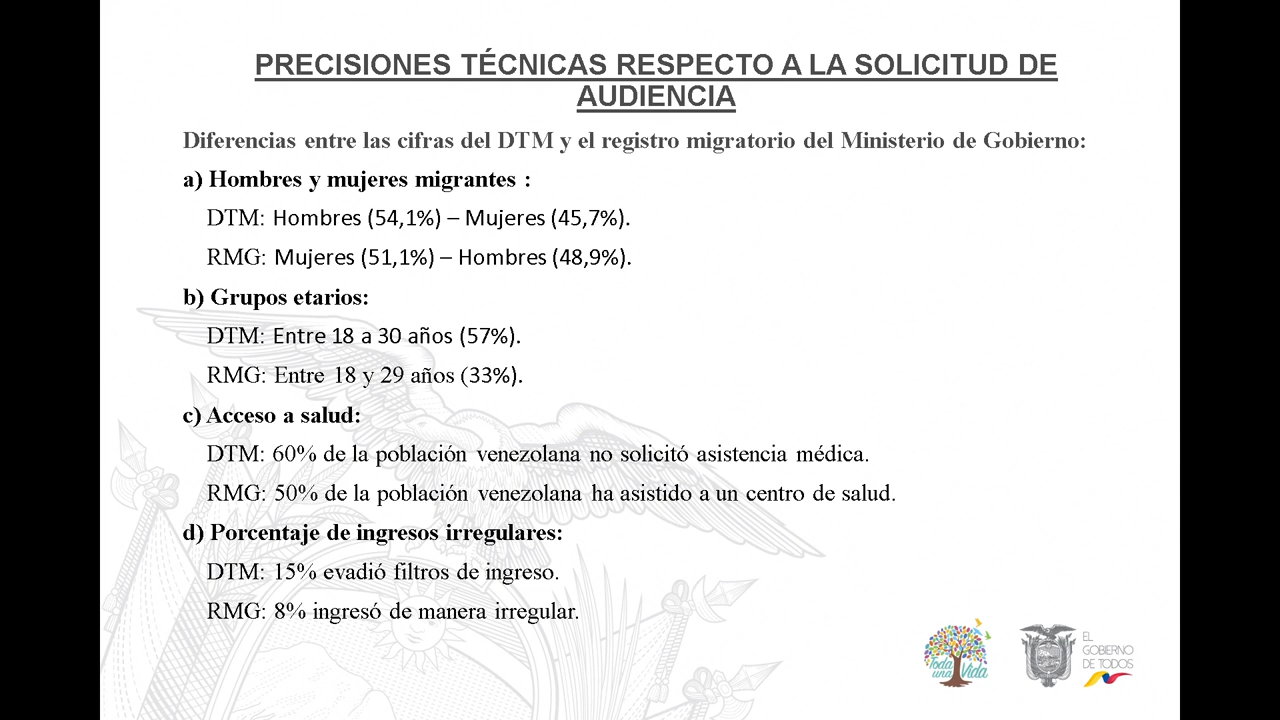 PRECISIONES TÉCNICAS RESPECTO A LA SOLICITUD DE
AUDIENCIA
Diferencias entre las cifras del DTM y el registro migratorio del Ministerio de Gobierno:
a) Hombres y mujeres migrantes :
DTM: Hombres (54,1%) – Mujeres (45,7%).
RMG: Mujeres (51,1%) – Hombres (48,9%).
b) Grupos etarios:
DTM: Entre 18 a 30 años (57%).
RMG: Entre 18 y 29 años (33%).
c) Acceso a salud:
DTM: 60% de la población venezolana no solicitó asistencia médica.
RMG: 50% de la población venezolana ha asistido a un centro de salud.
d) Porcentaje de ingresos irregulares:
DTM: 15% evadió filtros de ingreso.
RMG: 8% ingresó de manera irregular.
Toda
una Vida
EL
GOBIERNO
DE TODOS